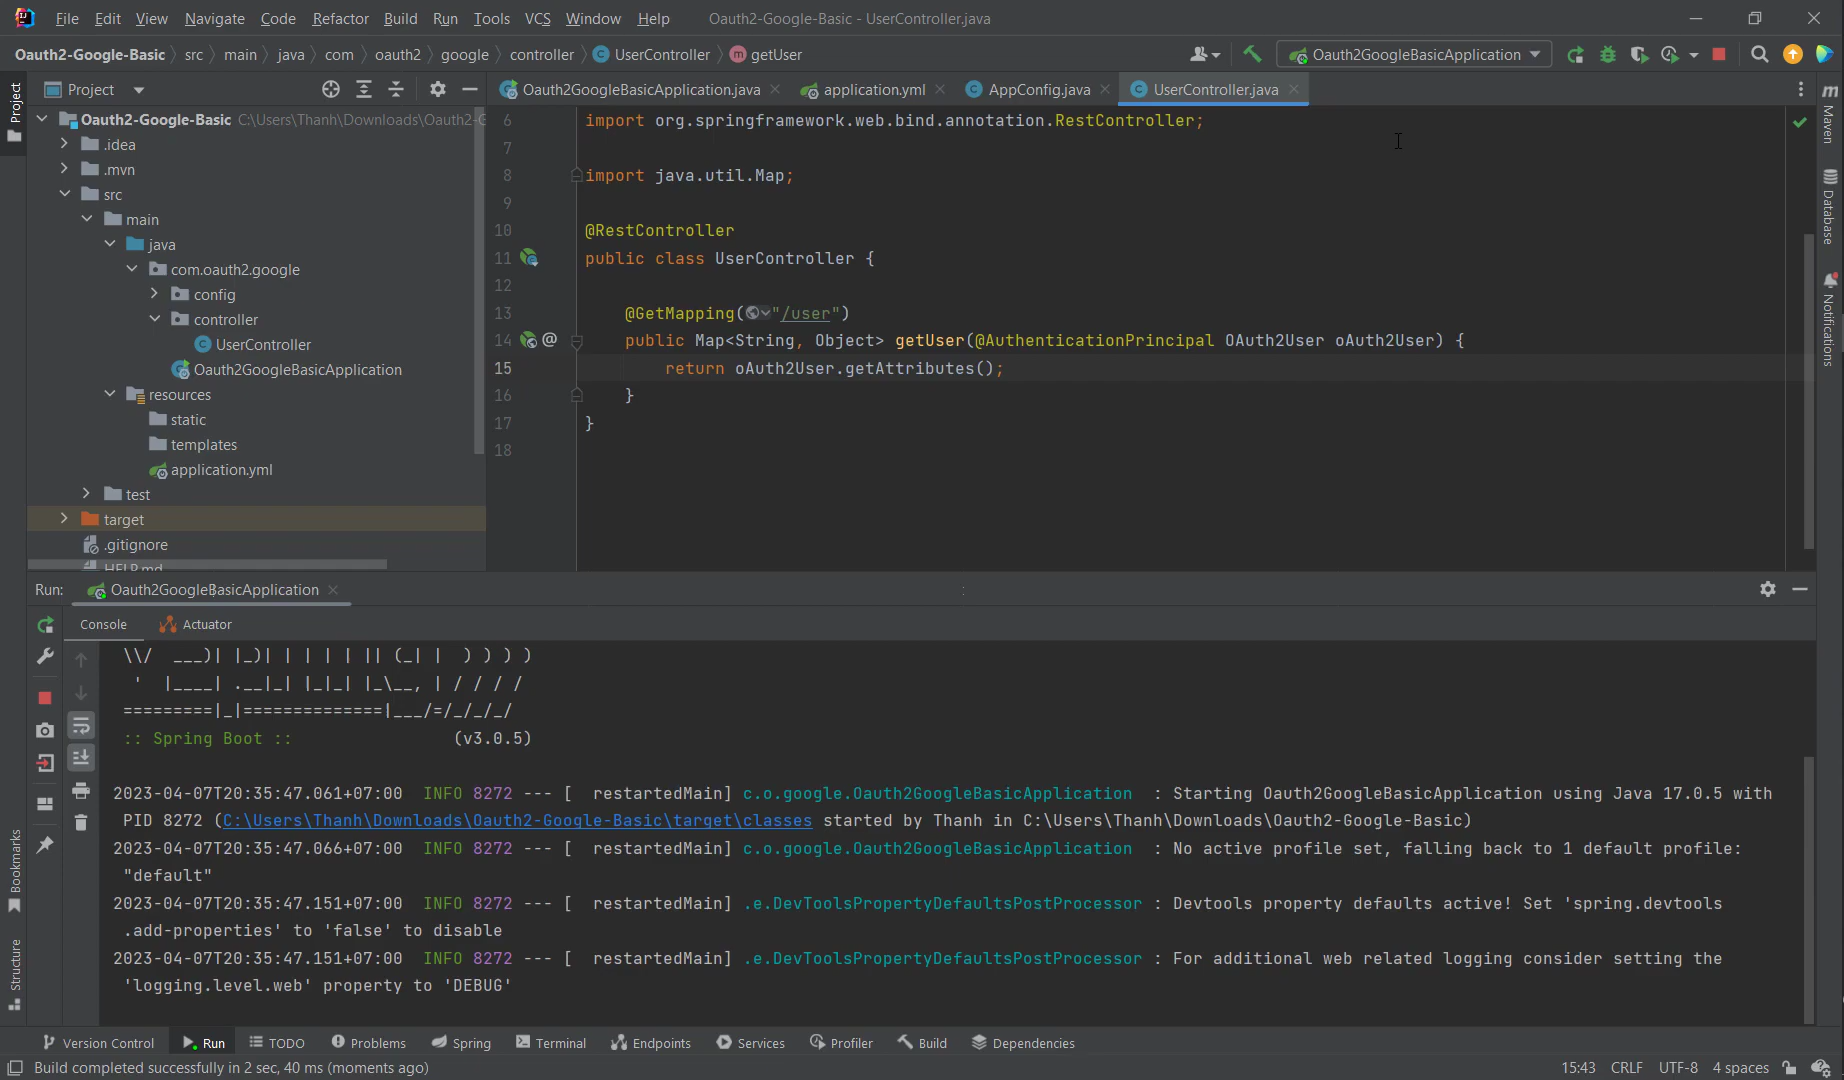 File Edit View Navigate Code Refactor Build Run Tools VCS Window Help Oauth2-Google-Basic - UserController.java
Oauth2-Google-Basic src main java com oauth2 google controller UserController getUser Oauth2GoogleBasicApplication
Project
Project
Oauth2GoogleBasicApplication.java application.yml AppConfig.java UserController.java
Maven
Database
Notifications
Oauth2-Google-Basic C:\Users\Thanh\Downloads\Oauth2-G
.idea
.mvn
src
main
java
com.oauth2.google
config
controller
UserController
Oauth2GoogleBasicApplication
resources
static
templates
application.yml
test
target
.gitignore
HELP.md
6 import org.springframework.web.bind.annotation.RestController;
7
8 import java.util.Map;
9
10 @RestController
11 public class UserController {
12
13 @GetMapping("/user")
14 public Map<String, Object> getUser(@AuthenticationPrincipal OAuth2User oAuth2User) {
15 return oAuth2User.getAttributes();
16 }
17 }
18
Run: Oauth2GoogleBasicApplication
Console Actuator
\\/ ___)| |_)| | | | | || (_| | ) ) ) )
' |____| .__|_| |_|_| |_\__, | / / / /
=========|_|==============|___/=/_/_/_/
:: Spring Boot :: (v3.0.5)
2023-04-07T20:35:47.061+07:00 INFO 8272 --- [ restartedMain] c.o.google.Oauth2GoogleBasicApplication : Starting Oauth2GoogleBasicApplication using Java 17.0.5 with
PID 8272 (C:\Users\Thanh\Downloads\Oauth2-Google-Basic\target\classes started by Thanh in C:\Users\Thanh\Downloads\Oauth2-Google-Basic)
2023-04-07T20:35:47.066+07:00 INFO 8272 --- [ restartedMain] c.o.google.Oauth2GoogleBasicApplication : No active profile set, falling back to 1 default profile:
"default"
2023-04-07T20:35:47.151+07:00 INFO 8272 --- [ restartedMain] .e.DevToolsPropertyDefaultsPostProcessor : Devtools property defaults active! Set 'spring.devtools
.add-properties' to 'false' to disable
2023-04-07T20:35:47.151+07:00 INFO 8272 --- [ restartedMain] .e.DevToolsPropertyDefaultsPostProcessor : For additional web related logging consider setting the
'logging.level.web' property to 'DEBUG'
Bookmarks
Structure
Version Control Run TODO Problems Spring Terminal Endpoints Services Profiler Build Dependencies
Build completed successfully in 2 sec, 40 ms (moments ago) 15:43 CRLF UTF-8 4 spaces